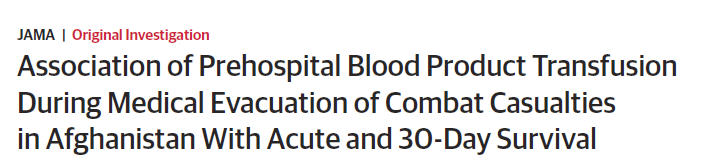 JAMA | Original Investigation
Association of Prehospital Blood Product Transfusion
During Medical Evacuation of Combat Casualties
in Afghanistan With Acute and 30-Day Survival